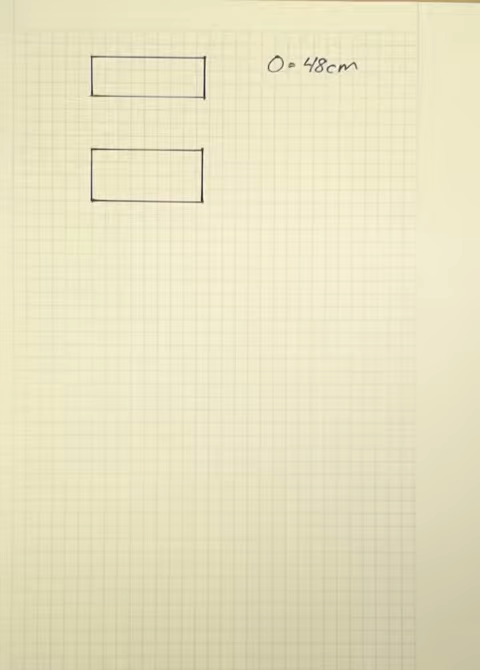 O = 48cm